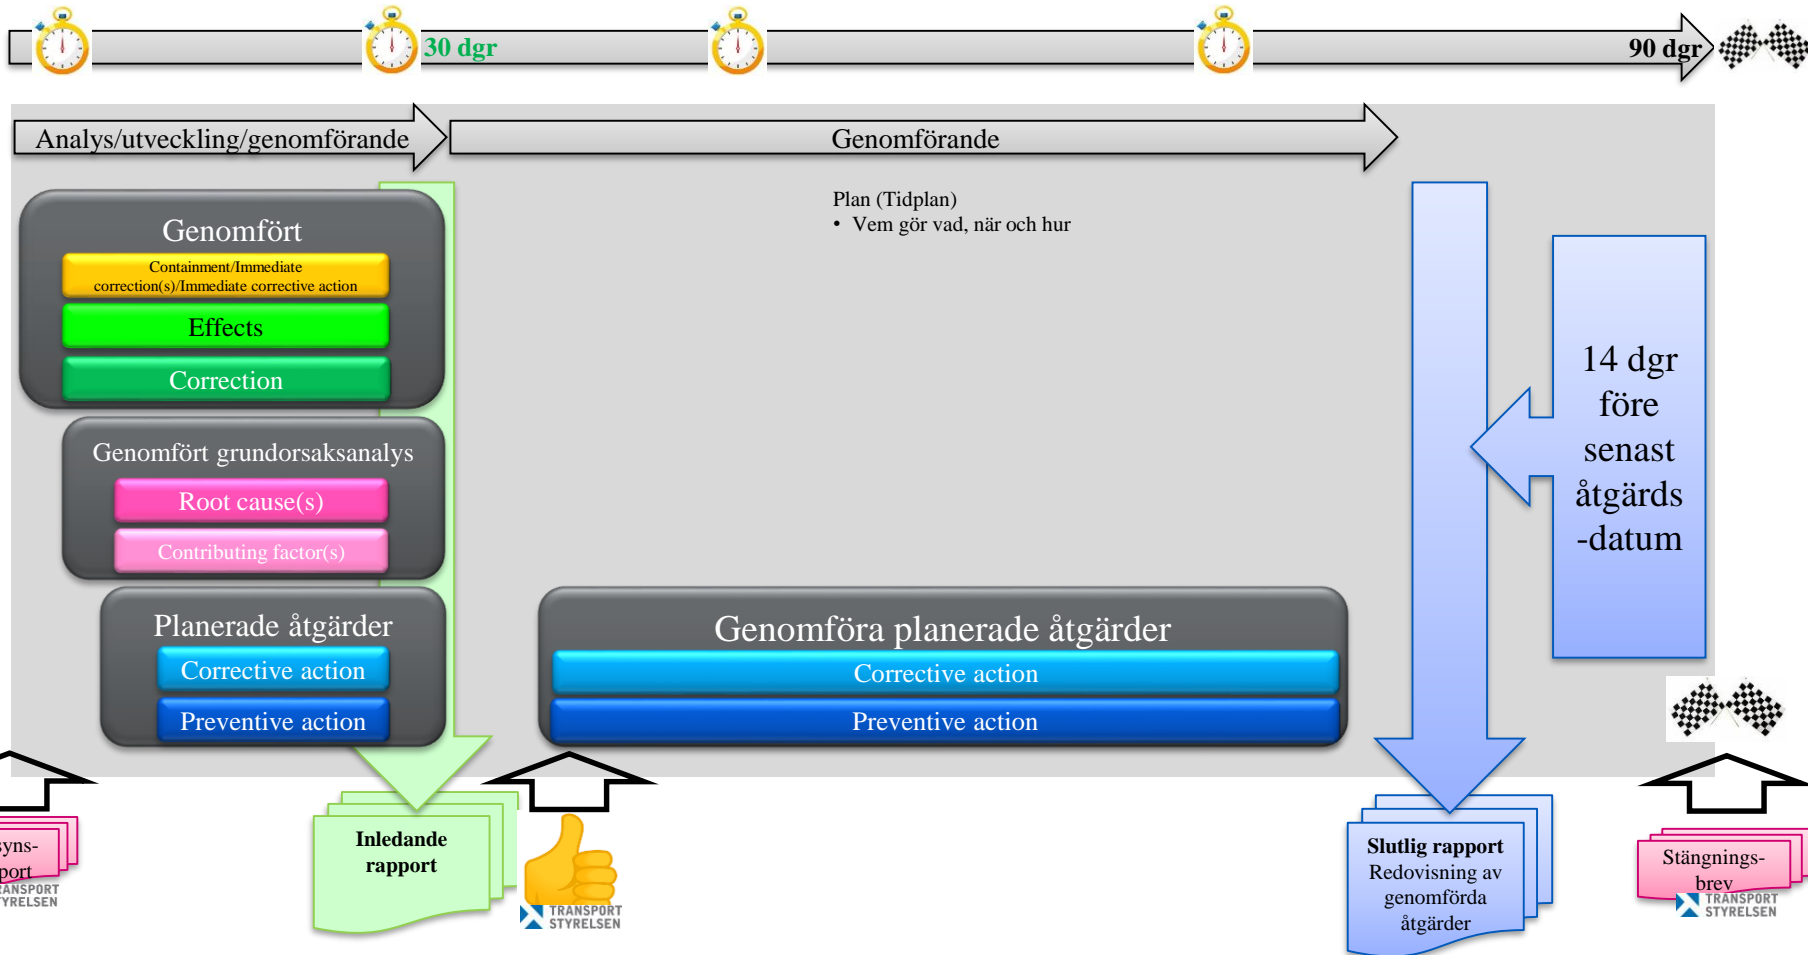 30 dgr
90 dgr
Analys/utveckling/genomförande
Genomförande
Plan (Tidplan)
• Vem gör vad, när och hur
Genomfört
Containment/Immediate
correction(s)/Immediate corrective action
Effects
Correction
Genomfört grundorsaksanalys
Root cause(s)
Contributing factor(s)
Planerade åtgärder
Corrective action
Preventive action
Genomföra planerade åtgärder
Corrective action
Preventive action
14 dgr
före
senast
åtgärds
-datum
Inledande
rapport
TRANSPORT
STYRELSEN
Slutlig rapport
Redovisning av
genomförda
åtgärder
Stängnings-
brev
TRANSPORT
STYRELSEN